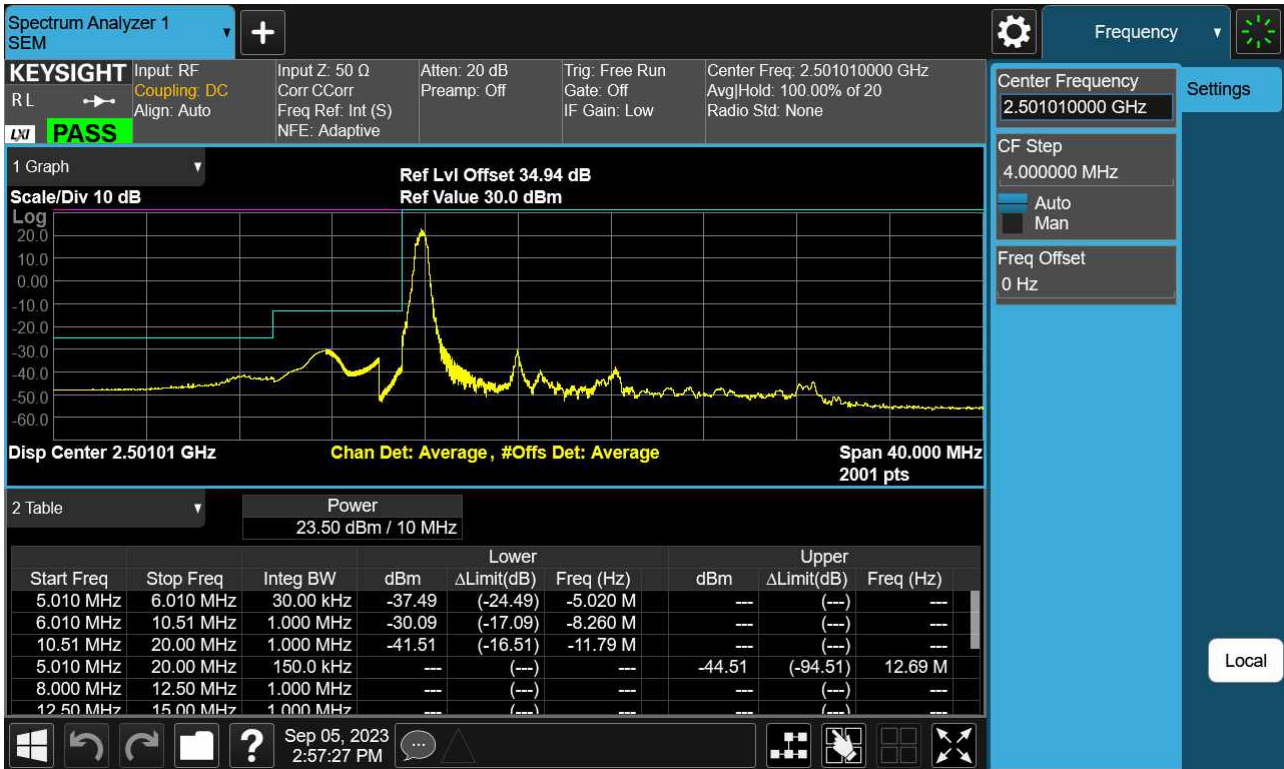 Spectrum Analyzer 1
SEM
+
Frequency
KEYSIGHT
R L
LXI PASS
Input: RF
Coupling: DC
Align: Auto
Input Z: 50 Ω
Corr CCorr
Freq Ref: Int (S)
NFE: Adaptive
Atten: 20 dB
Preamp: Off
Trig: Free Run
Gate: Off
IF Gain: Low
Center Freq: 2.501010000 GHz
Avg|Hold: 100.00% of 20
Radio Std: None
Center Frequency
2.501010000 GHz
Settings
CF Step
4.000000 MHz
Auto
Man
Freq Offset
0 Hz
Local
1 Graph
Scale/Div 10 dB
Ref Lvl Offset 34.94 dB
Ref Value 30.0 dBm
Log
20.0
10.0
0.00
-10.0
-20.0
-30.0
-40.0
-50.0
-60.0
Disp Center 2.50101 GHz
Chan Det: Average, #Offs Det: Average
Span 40.000 MHz
2001 pts
2 Table
Power
23.50 dBm / 10 MHz
Lower Upper
Start Freq Stop Freq Integ BW dBm ΔLimit(dB) Freq (Hz) dBm ΔLimit(dB) Freq (Hz)
5.010 MHz 6.010 MHz 30.00 kHz -37.49 (-24.49) -5.020 M --- (---) ---
6.010 MHz 10.51 MHz 1.000 MHz -30.09 (-17.09) -8.260 M --- (---) ---
10.51 MHz 20.00 MHz 1.000 MHz -41.51 (-16.51) -11.79 M --- (---) ---
5.010 MHz 20.00 MHz 150.0 kHz --- (---) --- -44.51 (-94.51) 12.69 M
8.000 MHz 12.50 MHz 1.000 MHz --- (---) --- --- (---) ---
12.50 MHz 15.00 MHz 1.000 MHz --- (---) --- --- (---) ---
?
Sep 05, 2023
2:57:27 PM